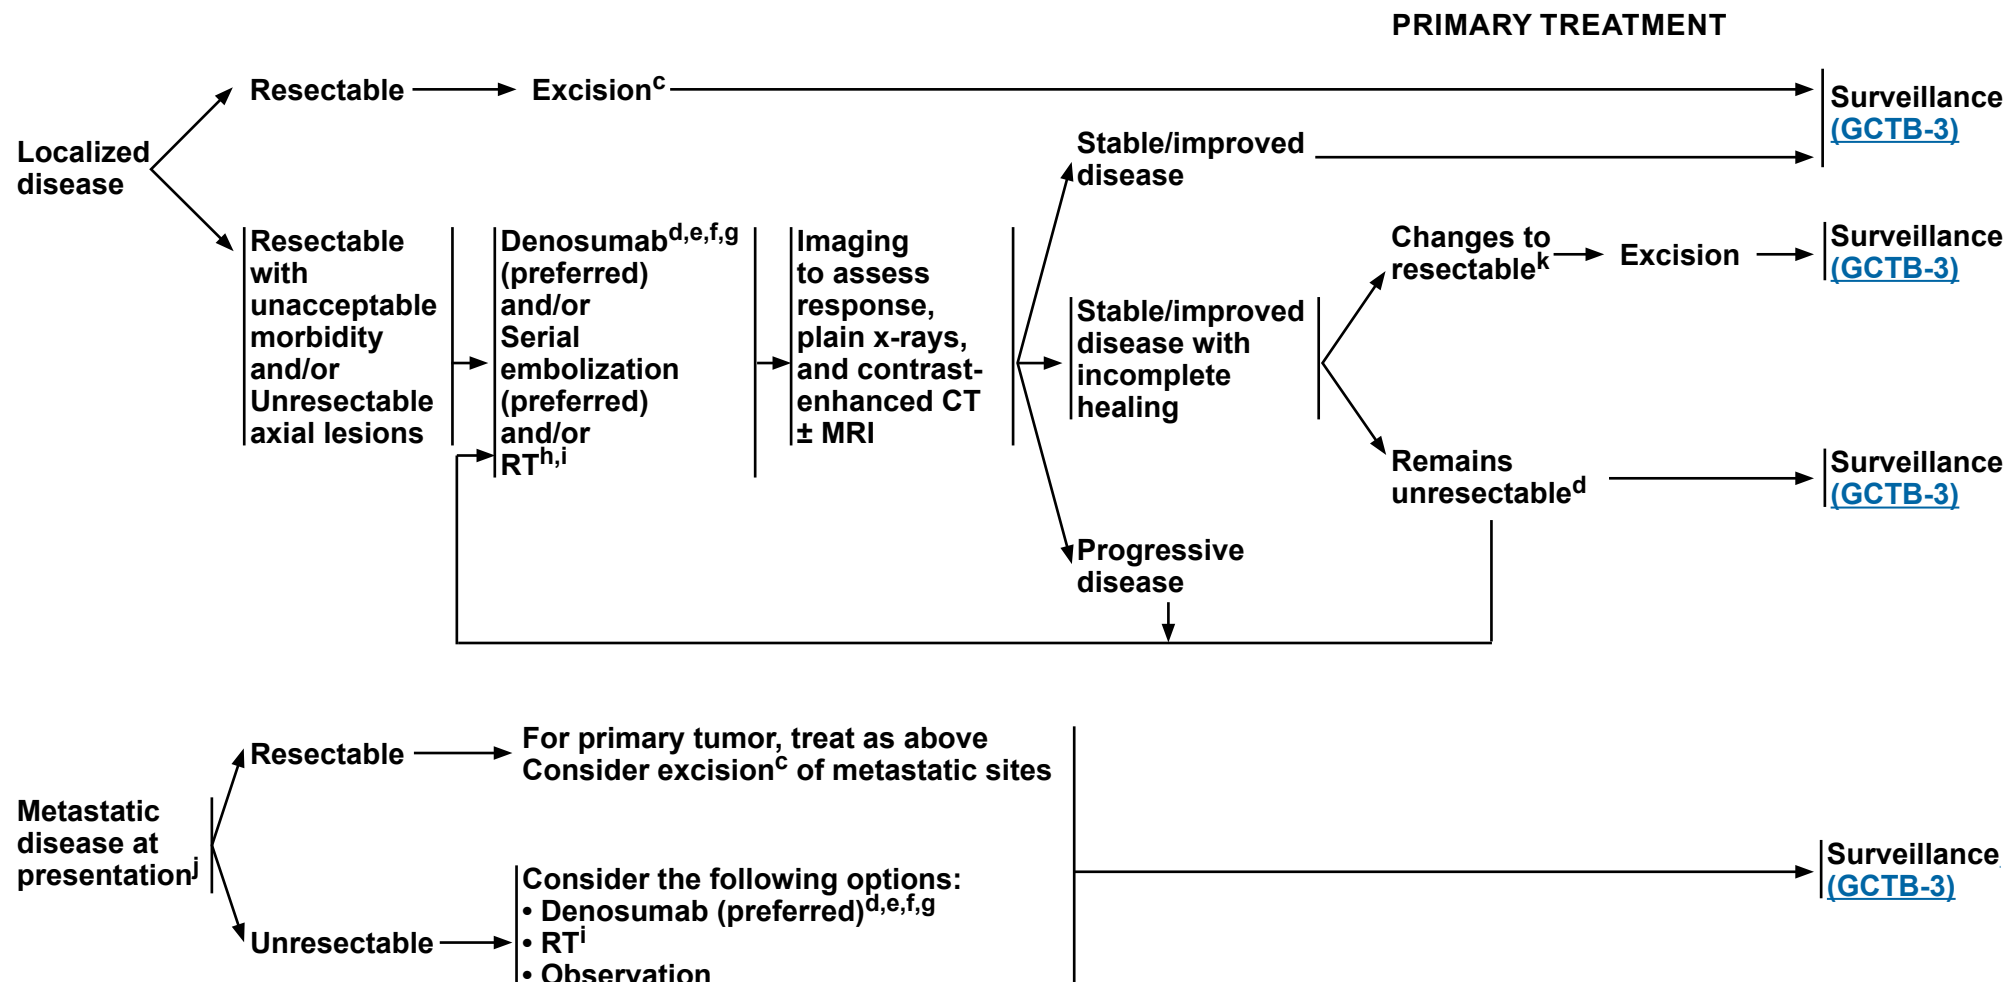 PRIMARY TREATMENT
Localized
disease
Resectable
Excisionc
Surveillance
(GCTB-3)
Resectable
with
unacceptable
morbidity
and/or
Unresectable
axial lesions
Denosumabd,e,f,g
(preferred)
and/or
Serial
embolization
(preferred)
and/or
RTh,i
Imaging
to assess
response,
plain x-rays,
and contrast-
enhanced CT
± MRI
Stable/improved
disease
Stable/improved
disease with
incomplete
healing
Progressive
disease
Changes to
resectablek
Excision
Surveillance
(GCTB-3)
Remains
unresectabled
Surveillance
(GCTB-3)
Metastatic
disease at
presentationj
Resectable
For primary tumor, treat as above
Consider excisionc of metastatic sites
Unresectable
Consider the following options:
• Denosumab (preferred)d,e,f,g
• RTi
• Observation
Surveillance
(GCTB-3)